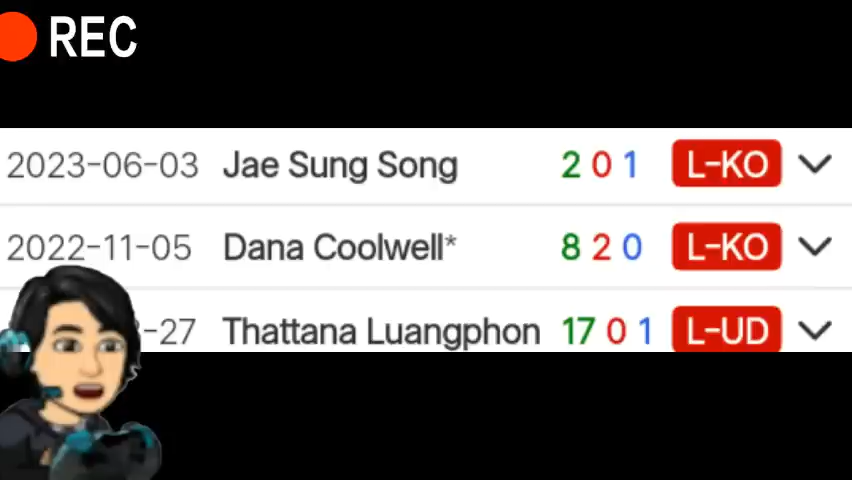 REC
2023-06-03 Jae Sung Song 2 0 1 L-KO
2022-11-05 Dana Coolwell* 8 2 0 L-KO
-27 Thattana Luangphon 17 0 1 L-UD